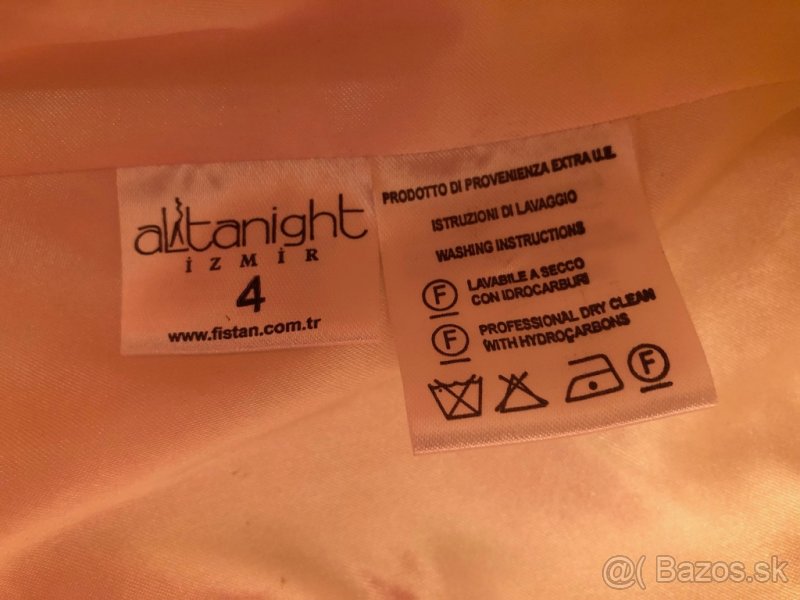 alitanight
İZMİR
4
www.fistan.com.tr
PRODOTTO DI PROVENIENZA EXTRA U.E.
ISTRUZIONI DI LAVAGGIO
WASHING INSTRUCTIONS
F LAVABILE A SECCO
CON IDROCARBURI
F PROFESSIONAL DRY CLEAN
WITH HYDROÇARBONS
F
@( Bazos.sk